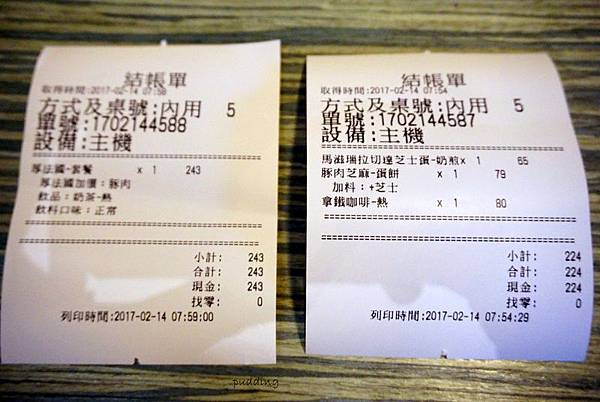 結帳單
取得時間:2017-02-14 07:58
方式及桌號:內用 5
單號:1702144588
設備:主機
厚法國-套餐 x 1 243
厚法國加價:豚肉
飲品:奶茶-熱
飲料口味:正常
小計: 243
合計: 243
現金: 243
找零: 0
列印時間:2017-02-14 07:59:00
結帳單
取得時間:2017-02-14 07:54
方式及桌號:內用 5
單號:1702144587
設備:主機
馬滋瑞拉切達芝士蛋-奶煎x 1 65
豚肉芝麻-蛋餅 x 1 79
加料:+芝士
拿鐵咖啡-熱 x 1 80
小計: 224
合計: 224
現金: 224
找零: 0
列印時間:2017-02-14 07:54:29
pudding